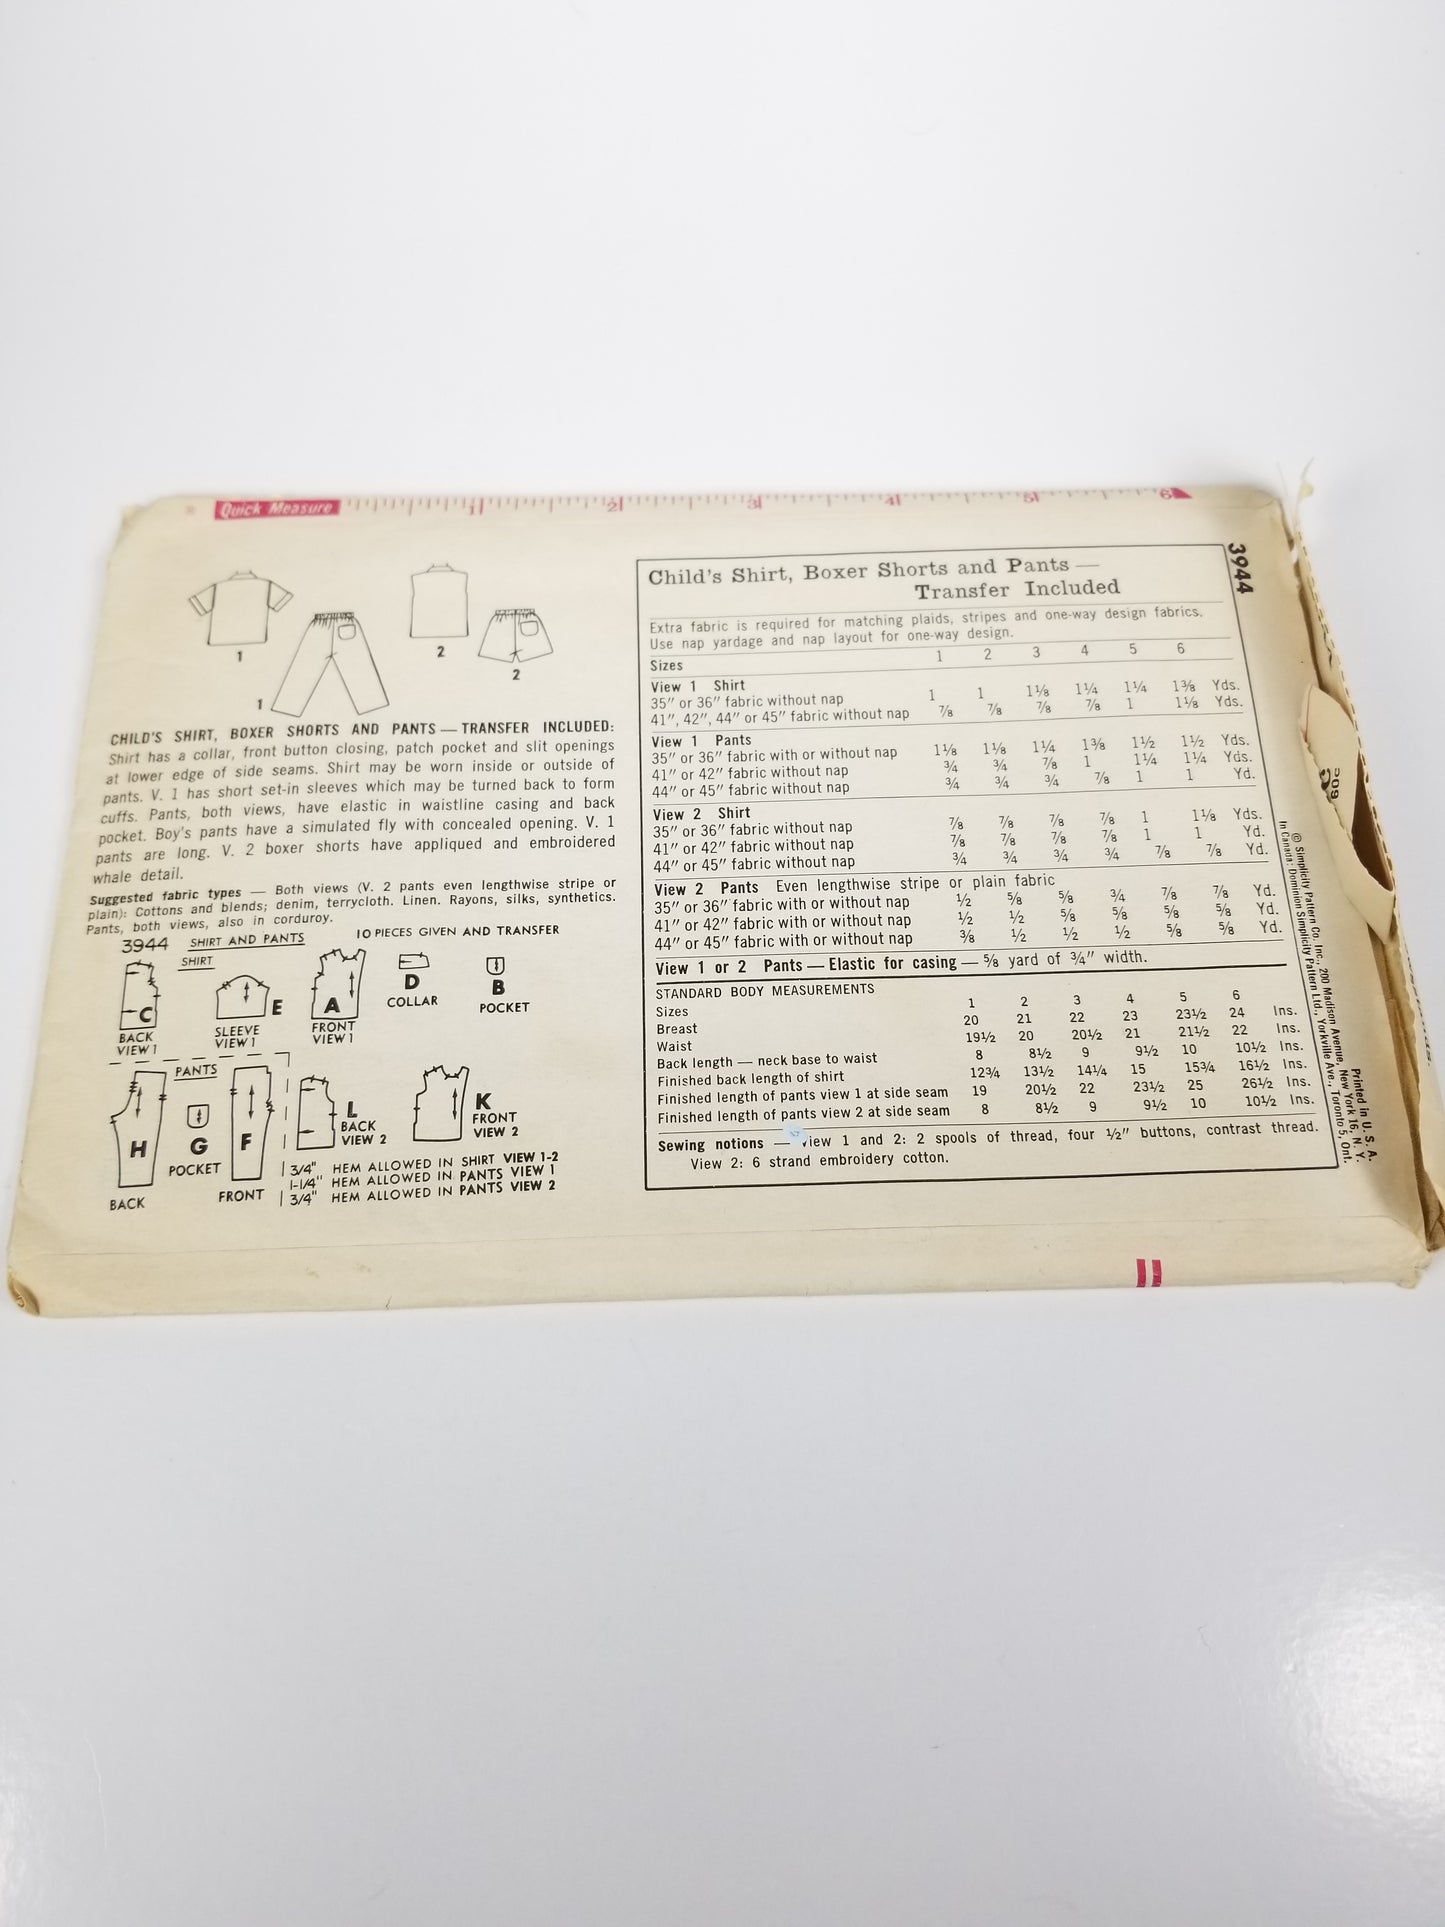 Quick Measure
1 2 3 4 5 6
1
1
2
2
CHILD'S SHIRT, BOXER SHORTS AND PANTS — TRANSFER INCLUDED:
Shirt has a collar, front button closing, patch pocket and slit openings
at lower edge of side seams. Shirt may be worn inside or outside of
pants. V. 1 has short set-in sleeves which may be turned back to form
cuffs. Pants, both views, have elastic in waistline casing and back
pocket. Boy's pants have a simulated fly with concealed opening. V. 1
pants are long. V. 2 boxer shorts have appliqued and embroidered
whale detail.
Suggested fabric types — Both views (V. 2 pants even lengthwise stripe or
plain): Cottons and blends; denim, terrycloth. Linen. Rayons, silks, synthetics.
Pants, both views, also in corduroy.
3944 SHIRT AND PANTS 10 PIECES GIVEN AND TRANSFER
SHIRT
C
BACK
VIEW 1
E
SLEEVE
VIEW 1
A
FRONT
VIEW 1
D
COLLAR
B
POCKET
PANTS
H
BACK
G
POCKET
F
FRONT
L
BACK
VIEW 2
K
FRONT
VIEW 2
3/4" HEM ALLOWED IN SHIRT VIEW 1-2
1-1/4" HEM ALLOWED IN PANTS VIEW 1
3/4" HEM ALLOWED IN PANTS VIEW 2
Child's Shirt, Boxer Shorts and Pants —
Transfer Included
Extra fabric is required for matching plaids, stripes and one-way design fabrics.
Use nap yardage and nap layout for one-way design.
Sizes 1 2 3 4 5 6
View 1 Shirt
35" or 36" fabric without nap 1 1 1⅛ 1¼ 1¼ 1⅜ Yds.
41", 42", 44" or 45" fabric without nap ⅞ ⅞ ⅞ ⅞ 1 1⅛ Yds.
View 1 Pants
35" or 36" fabric with or without nap 1⅛ 1⅛ 1¼ 1⅜ 1½ 1½ Yds.
41" or 42" fabric without nap ¾ ¾ ⅞ 1 1¼ 1¼ Yds.
44" or 45" fabric without nap ¾ ¾ ¾ ⅞ 1 1 Yd.
View 2 Shirt
35" or 36" fabric without nap ⅞ ⅞ ⅞ ⅞ 1 1⅛ Yds.
41" or 42" fabric without nap ⅞ ⅞ ⅞ ⅞ 1 1 Yd.
44" or 45" fabric without nap ¾ ¾ ¾ ¾ ⅞ ⅞ Yd.
View 2 Pants Even lengthwise stripe or plain fabric
35" or 36" fabric with or without nap ½ ⅝ ⅝ ¾ ⅞ ⅞ Yd.
41" or 42" fabric with or without nap ½ ½ ⅝ ⅝ ⅝ ⅝ Yd.
44" or 45" fabric with or without nap ⅜ ½ ½ ½ ⅝ ⅝ Yd.
View 1 or 2 Pants — Elastic for casing — ⅝ yard of ¾" width.
STANDARD BODY MEASUREMENTS
Sizes 1 2 3 4 5 6
Breast 20 21 22 23 23½ 24 Ins.
Waist 19½ 20 20½ 21 21½ 22 Ins.
Back length — neck base to waist 8 8½ 9 9½ 10 10½ Ins.
Finished back length of shirt 12¾ 13½ 14¼ 15 15¾ 16½ Ins.
Finished length of pants view 1 at side seam 19 20½ 22 23½ 25 26½ Ins.
Finished length of pants view 2 at side seam 8 8½ 9 9½ 10 10½ Ins.
Sewing notions — View 1 and 2: 2 spools of thread, four ½" buttons, contrast thread.
View 2: 6 strand embroidery cotton.
3944
© Simplicity Pattern Co. Inc., 200 Madison Avenue, New York 16, N. Y.
In Canada: Dominion Simplicity Pattern Ltd., Yorkville Ave., Toronto 5, Ont.
Printed in U. S. A.
60c